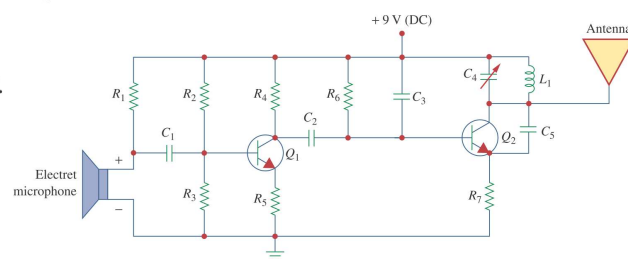 + 9 V (DC)
Antenna
C4
L1
R1
R2
R4
R6
C3
C2
C1
C5
Q1
Q2
+
Electret
microphone
R3
R5
R7
−